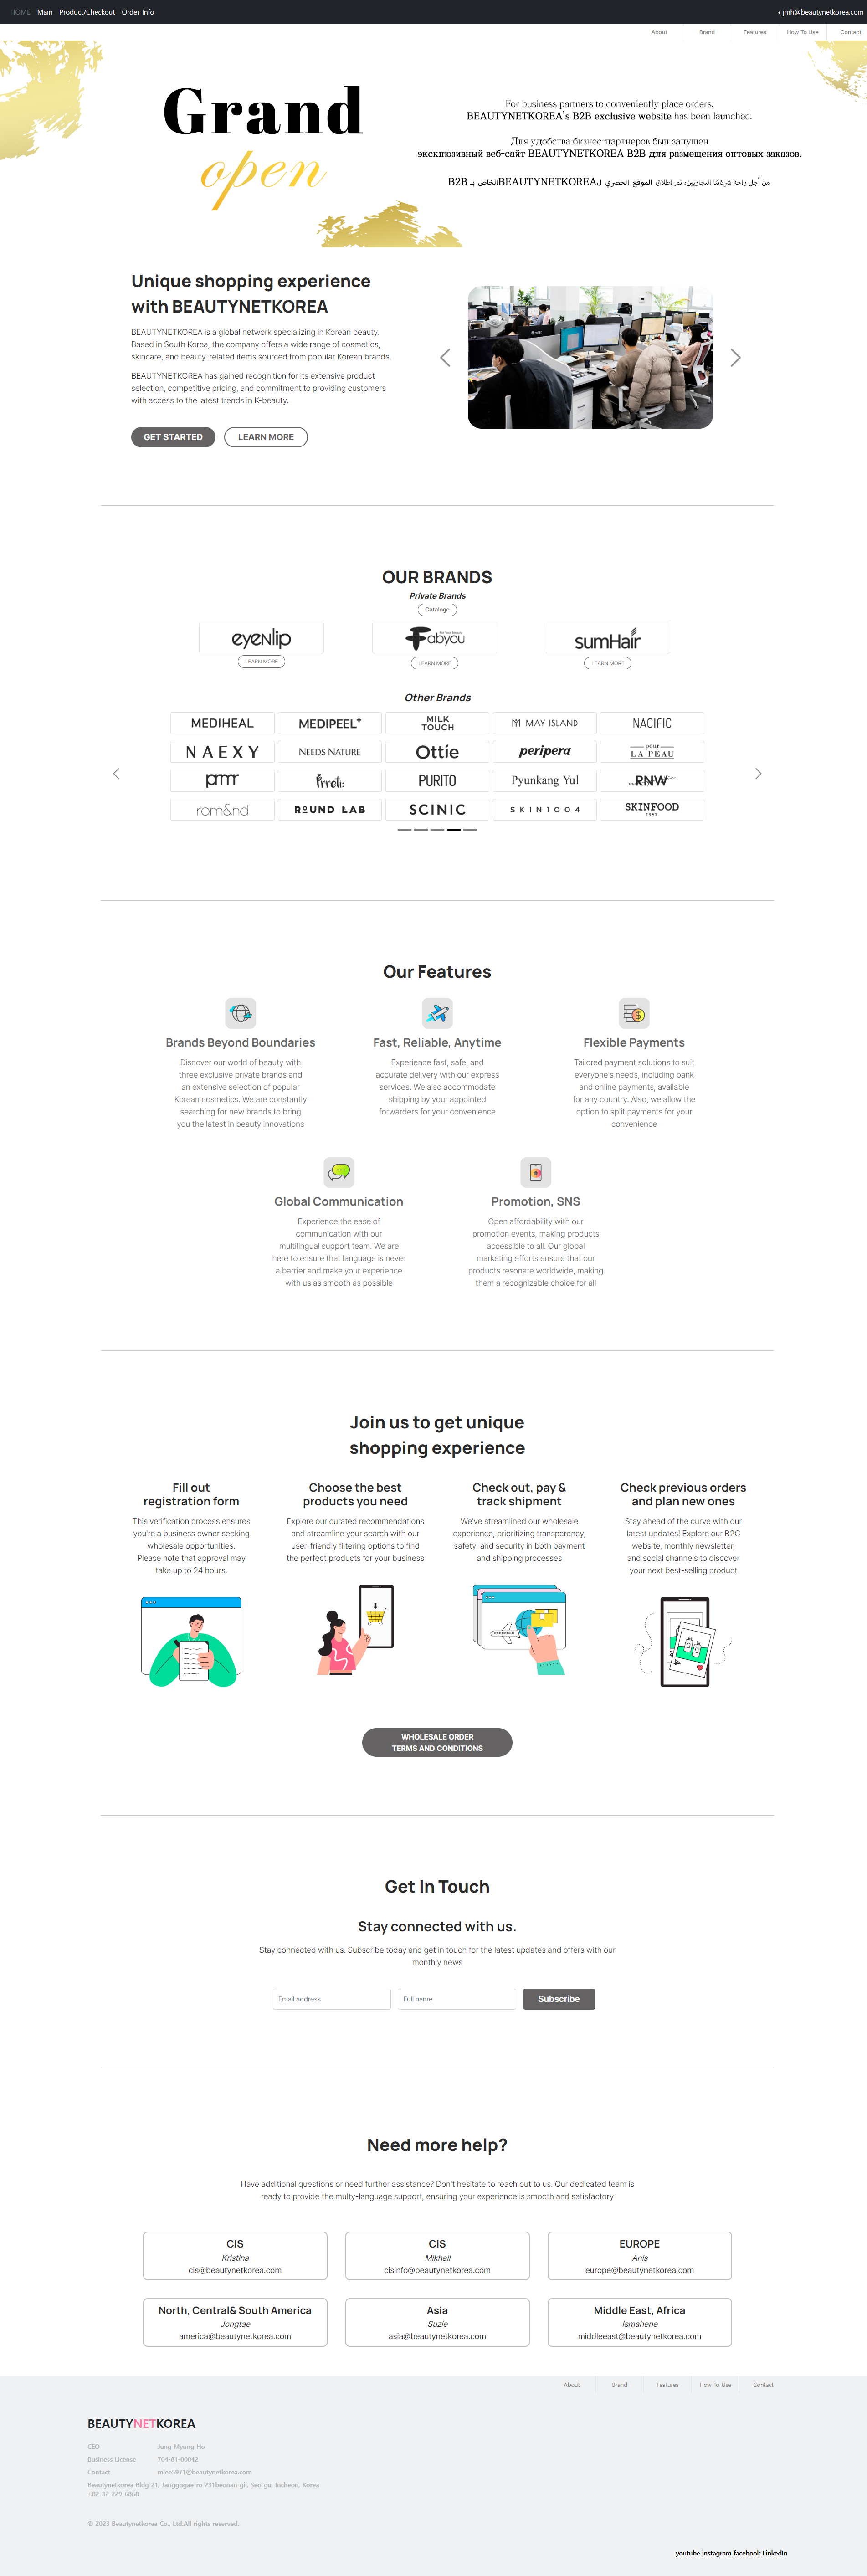 HOME Main Product/Checkout Order Info
jmh@beautynetkorea.com
About Brand Features How To Use Contact
Grand
open
For business partners to conveniently place orders,
BEAUTYNETKOREA's B2B exclusive website has been launched.
Для удобства бизнес-партнеров был запущен
эксклюзивный веб-сайт BEAUTYNETKOREA B2B для размещения оптовых заказов.
من أجل راحة شركائنا التجاريين، تم إطلاق الموقع الحصري لBEAUTYNETKOREAالخاص بـ B2B
Unique shopping experience
with BEAUTYNETKOREA
BEAUTYNETKOREA is a global network specializing in Korean beauty.
Based in South Korea, the company offers a wide range of cosmetics,
skincare, and beauty-related items sourced from popular Korean brands.
BEAUTYNETKOREA has gained recognition for its extensive product
selection, competitive pricing, and commitment to providing customers
with access to the latest trends in K-beauty.
GET STARTED LEARN MORE
OUR BRANDS
Private Brands
Cataloge
eyenlip
Fabyou
sumHair
LEARN MORE LEARN MORE LEARN MORE
Other Brands
MEDIHEAL MEDIPEEL+ MILK TOUCH MAY ISLAND NACIFIC
NAEXY NEEDS NATURE Ottie peripera pour LA PEAU
prmr Prreti: PURITO Pyunkang Yul RNW
rom&nd ROUND LAB SCINIC SKIN1004 SKINFOOD 1957
Our Features
Brands Beyond Boundaries
Discover our world of beauty with
three exclusive private brands and
an extensive selection of popular
Korean cosmetics. We are constantly
searching for new brands to bring
you the latest in beauty innovations
Fast, Reliable, Anytime
Experience fast, safe, and
accurate delivery with our express
services. We also accommodate
shipping by your appointed
forwarders for your convenience
Flexible Payments
Tailored payment solutions to suit
everyone's needs, including bank
and online payments, available
for any country. Also, we allow the
option to split payments for your
convenience
Global Communication
Experience the ease of
communication with our
multilingual support team. We are
here to ensure that language is never
a barrier and make your experience
with us as smooth as possible
Promotion, SNS
Open affordability with our
promotion events, making products
accessible to all. Our global
marketing efforts ensure that our
products resonate worldwide, making
them a recognizable choice for all
Join us to get unique
shopping experience
Fill out
registration form
This verification process ensures
you're a business owner seeking
wholesale opportunities.
Please note that approval may
take up to 24 hours.
Choose the best
products you need
Explore our curated recommendations
and streamline your search with our
user-friendly filtering options to find
the perfect products for your business
Check out, pay &
track shipment
We've streamlined our wholesale
experience, prioritizing transparency,
safety, and security in both payment
and shipping processes
Check previous orders
and plan new ones
Stay ahead of the curve with our
latest updates! Explore our B2C
website, monthly newsletter,
and social channels to discover
your next best-selling product
WHOLESALE ORDER
TERMS AND CONDITIONS
Get In Touch
Stay connected with us.
Stay connected with us. Subscribe today and get in touch for the latest updates and offers with our
monthly news
Email address Full name Subscribe
Need more help?
Have additional questions or need further assistance? Don't hesitate to reach out to us. Our dedicated team is
ready to provide the multy-language support, ensuring your experience is smooth and satisfactory
CIS
Kristina
cis@beautynetkorea.com
CIS
Mikhail
cisinfo@beautynetkorea.com
EUROPE
Anis
europe@beautynetkorea.com
North, Central& South America
Jongtae
america@beautynetkorea.com
Asia
Suzie
asia@beautynetkorea.com
Middle East, Africa
Ismahene
middleeast@beautynetkorea.com
About Brand Features How To Use Contact
BEAUTYNETKOREA
CEO Jung Myung Ho
Business License 704-81-00042
Contact mlee5971@beautynetkorea.com
Beautynetkorea Bldg 21, Janggogae-ro 231beonan-gil, Seo-gu, Incheon, Korea
+82-32-229-6868
© 2023 Beautynetkorea Co., Ltd.All rights reserved.
youtube instagram facebook LinkedIn